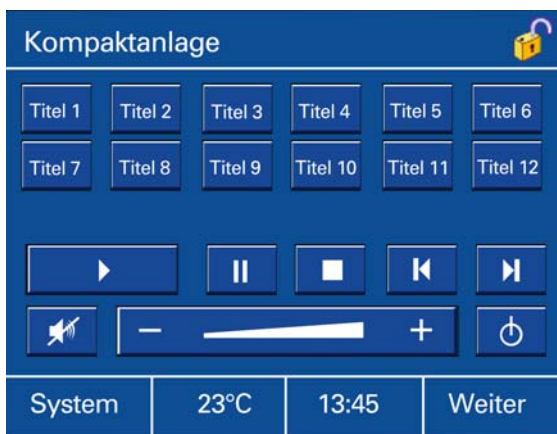 Kompaktanlage
Titel 1 Titel 2 Titel 3 Titel 4 Titel 5 Titel 6
Titel 7 Titel 8 Titel 9 Titel 10 Titel 11 Titel 12
− +
System 23°C 13:45 Weiter